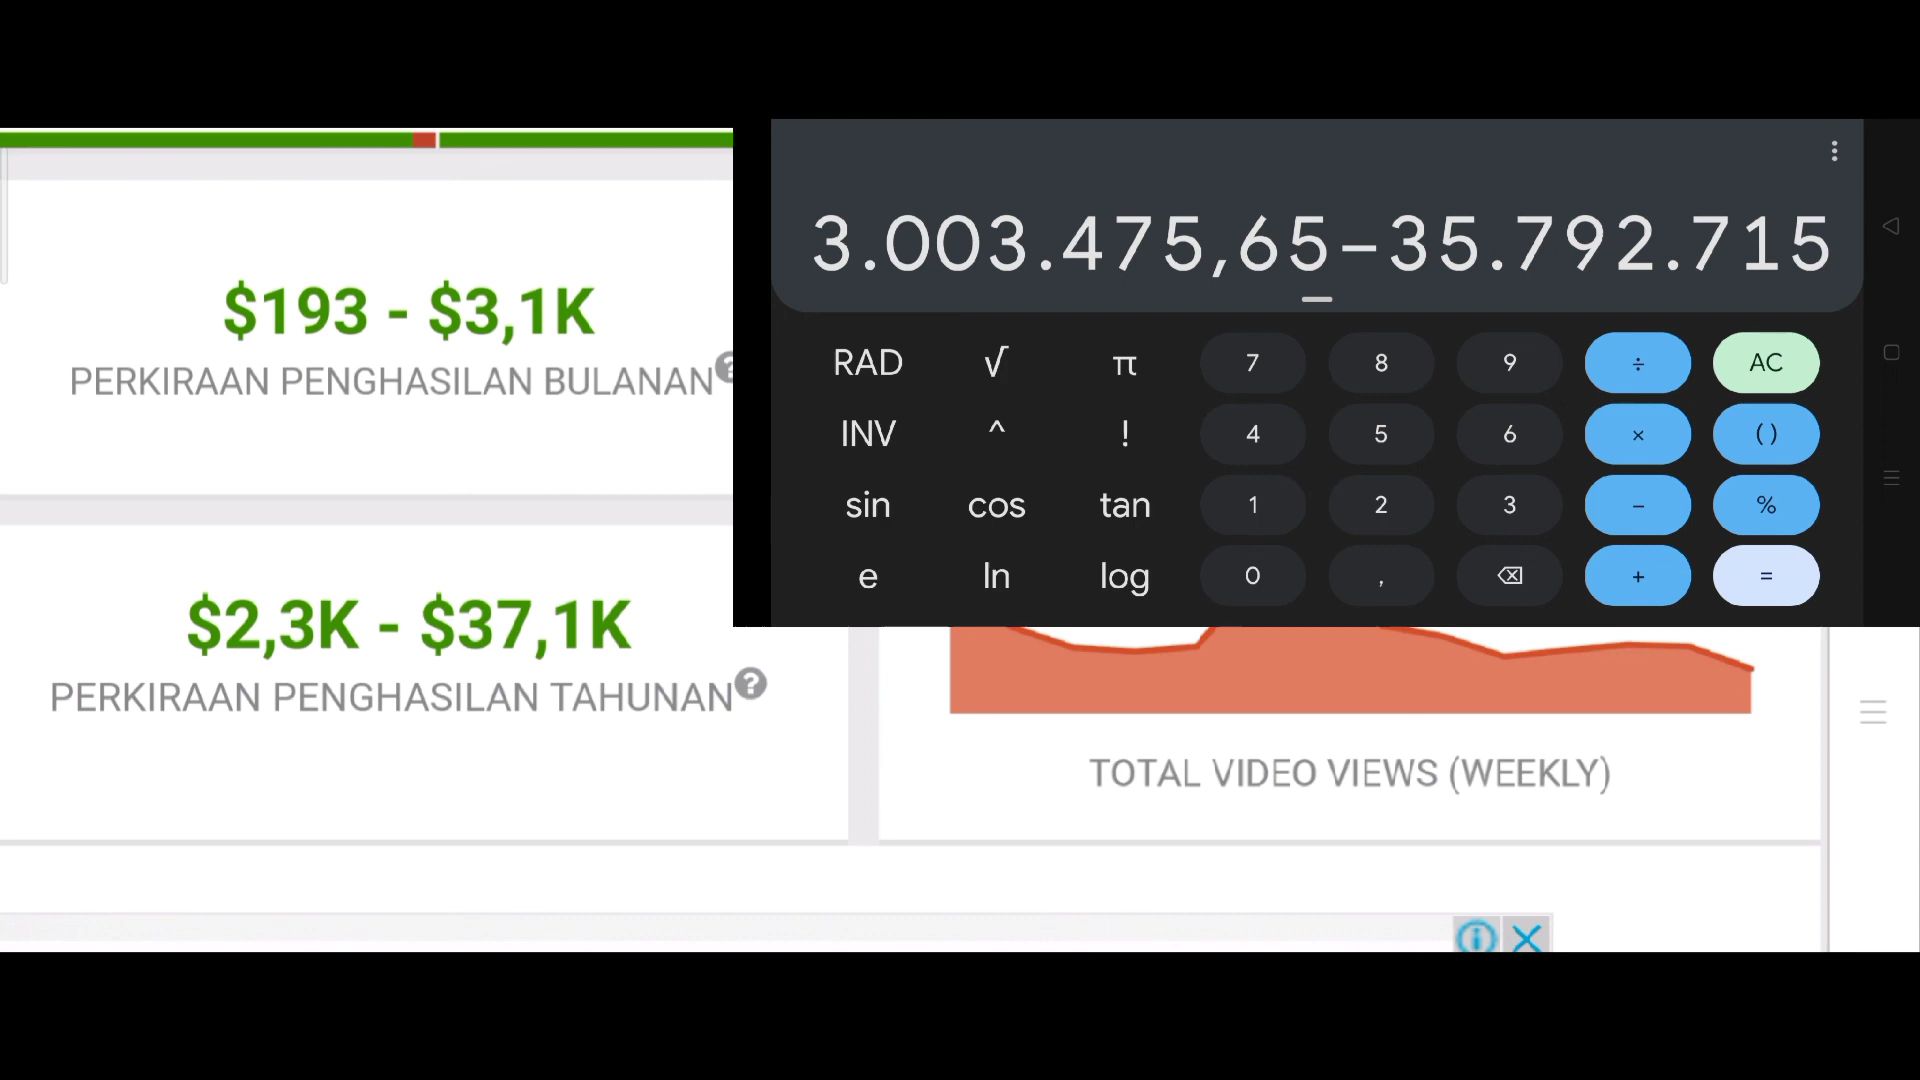 $193 - $3,1K
PERKIRAAN PENGHASILAN BULANAN?
$2,3K - $37,1K
PERKIRAAN PENGHASILAN TAHUNAN?
3.003.475,65−35.792.715
RAD √ π 7 8 9 ÷ AC
INV ^ ! 4 5 6 × ( )
sin cos tan 1 2 3 − %
e ln log 0 , + =
TOTAL VIDEO VIEWS (WEEKLY)